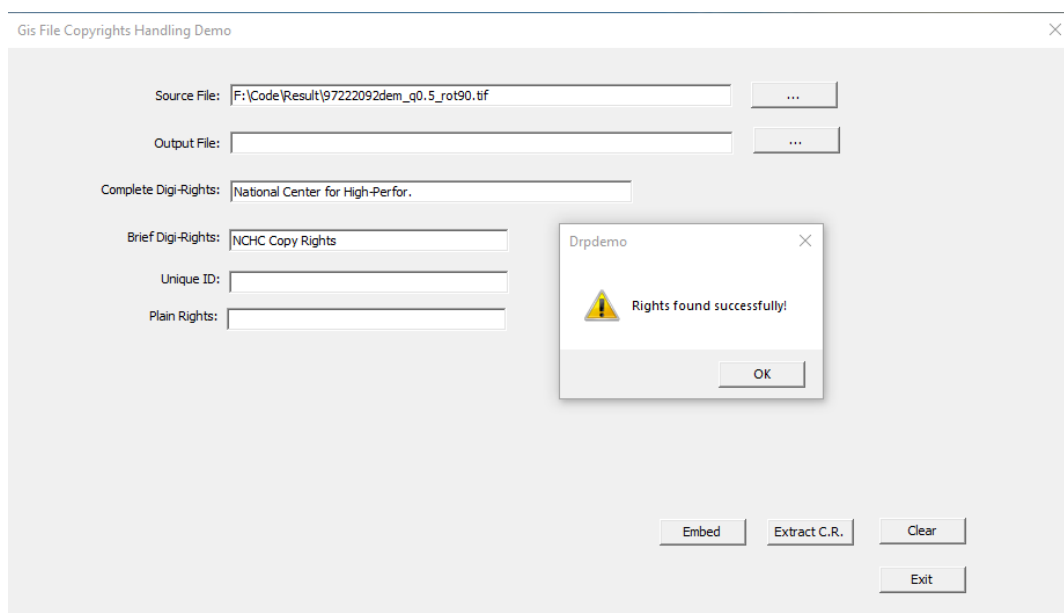 Gis File Copyrights Handling Demo
Source File: F:\Code\Result\97222092dem_q0.5_rot90.tif ...
Output File: ...
Complete Digi-Rights: National Center for High-Perfor.
Brief Digi-Rights: NCHC Copy Rights
Unique ID:
Plain Rights:
Drpdemo
Rights found successfully!
OK
Embed Extract C.R. Clear
Exit